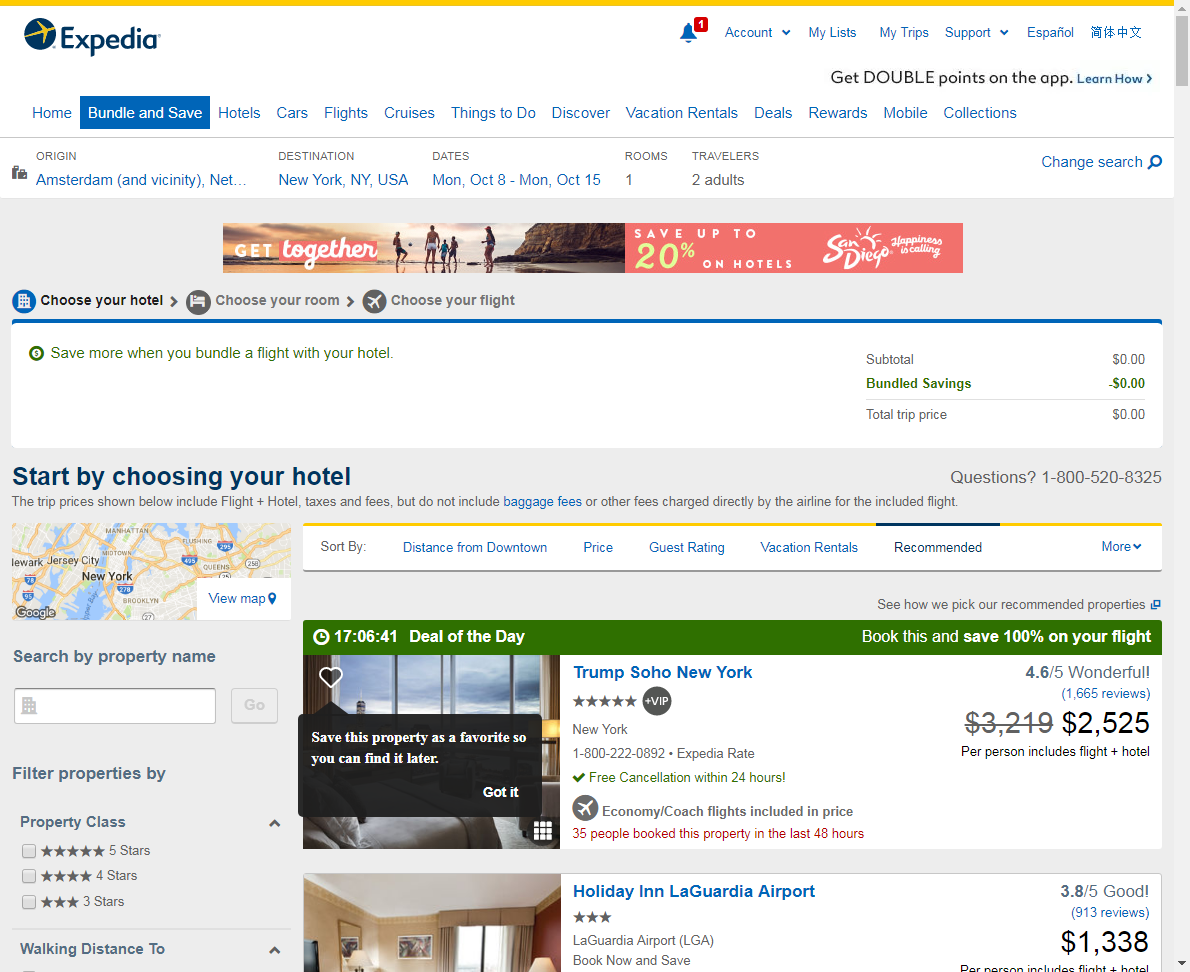 Expedia
1
Account
My Lists
My Trips
Support
Español
简体中文
Get DOUBLE points on the app. Learn How
Home
Bundle and Save
Hotels
Cars
Flights
Cruises
Things to Do
Discover
Vacation Rentals
Deals
Rewards
Mobile
Collections
ORIGIN
Amsterdam (and vicinity), Net...
DESTINATION
New York, NY, USA
DATES
Mon, Oct 8 - Mon, Oct 15
ROOMS
1
TRAVELERS
2 adults
Change search
GET together
SAVE UP TO
20% ON HOTELS
San Diego
Happiness is calling
Choose your hotel
Choose your room
Choose your flight
Save more when you bundle a flight with your hotel.
Subtotal $0.00
Bundled Savings -$0.00
Total trip price $0.00
Start by choosing your hotel
Questions? 1-800-520-8325
The trip prices shown below include Flight + Hotel, taxes and fees, but do not include baggage fees or other fees charged directly by the airline for the included flight.
MANHATTAN
FLUSHING
295
ewark
Jersey City
MIDTOWN
495
QUEENS
258
78
New York
278
95
BROOKLYN
27
Google
View map
Sort By:
Distance from Downtown
Price
Guest Rating
Vacation Rentals
Recommended
More
See how we pick our recommended properties
Search by property name
Go
Filter properties by
Property Class
5 Stars
4 Stars
3 Stars
Walking Distance To
17:06:41 Deal of the Day
Book this and save 100% on your flight
Save this property as a favorite so
you can find it later.
Got it
Trump Soho New York
+VIP
New York
1-800-222-0892 • Expedia Rate
Free Cancellation within 24 hours!
Economy/Coach flights included in price
35 people booked this property in the last 48 hours
4.6/5 Wonderful!
(1,665 reviews)
$3,219 $2,525
Per person includes flight + hotel
Holiday Inn LaGuardia Airport
LaGuardia Airport (LGA)
Book Now and Save
3.8/5 Good!
(913 reviews)
$1,338
Per person includes flight + hotel